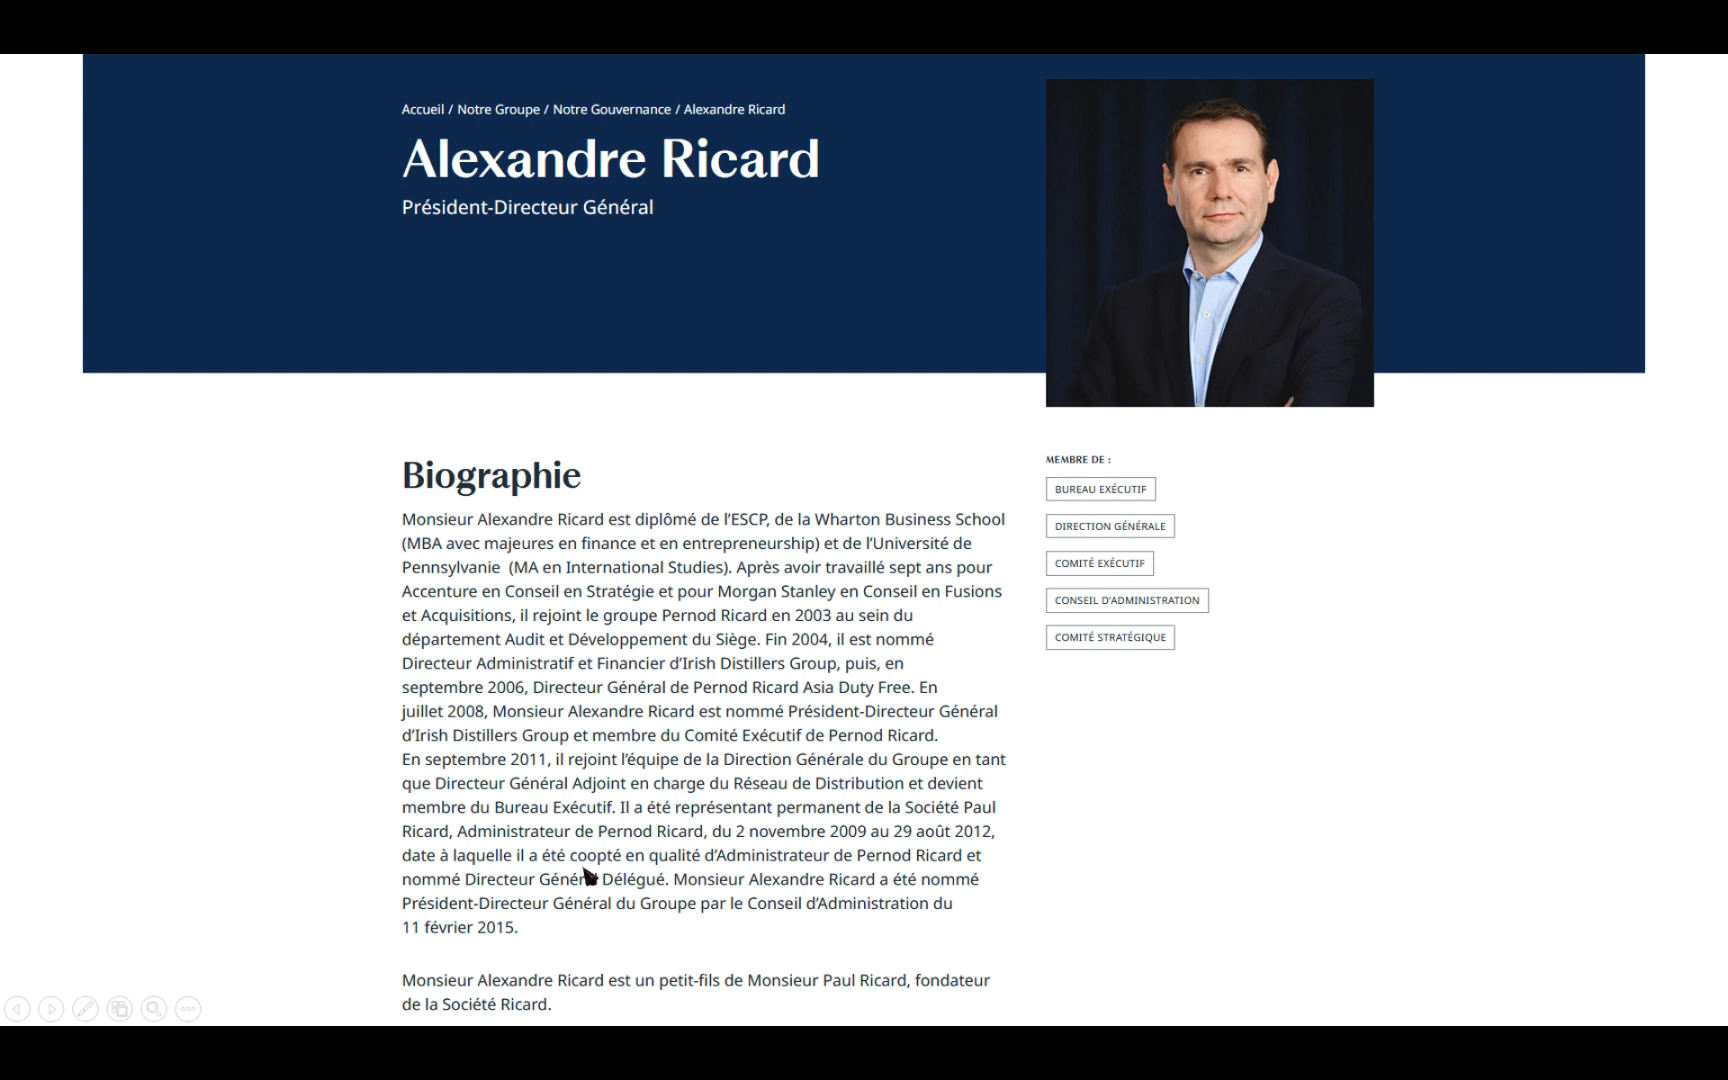 Accueil / Notre Groupe / Notre Gouvernance / Alexandre Ricard
Alexandre Ricard
Président-Directeur Général
Biographie
Monsieur Alexandre Ricard est diplômé de l’ESCP, de la Wharton Business School
(MBA avec majeures en finance et en entrepreneurship) et de l’Université de
Pennsylvanie (MA en International Studies). Après avoir travaillé sept ans pour
Accenture en Conseil en Stratégie et pour Morgan Stanley en Conseil en Fusions
et Acquisitions, il rejoint le groupe Pernod Ricard en 2003 au sein du
département Audit et Développement du Siège. Fin 2004, il est nommé
Directeur Administratif et Financier d’Irish Distillers Group, puis, en
septembre 2006, Directeur Général de Pernod Ricard Asia Duty Free. En
juillet 2008, Monsieur Alexandre Ricard est nommé Président-Directeur Général
d’Irish Distillers Group et membre du Comité Exécutif de Pernod Ricard.
En septembre 2011, il rejoint l’équipe de la Direction Générale du Groupe en tant
que Directeur Général Adjoint en charge du Réseau de Distribution et devient
membre du Bureau Exécutif. Il a été représentant permanent de la Société Paul
Ricard, Administrateur de Pernod Ricard, du 2 novembre 2009 au 29 août 2012,
date à laquelle il a été coopté en qualité d’Administrateur de Pernod Ricard et
nommé Directeur Général Délégué. Monsieur Alexandre Ricard a été nommé
Président-Directeur Général du Groupe par le Conseil d’Administration du
11 février 2015.
Monsieur Alexandre Ricard est un petit-fils de Monsieur Paul Ricard, fondateur
de la Société Ricard.
MEMBRE DE :
BUREAU EXÉCUTIF
DIRECTION GÉNÉRALE
COMITÉ EXÉCUTIF
CONSEIL D’ADMINISTRATION
COMITÉ STRATÉGIQUE